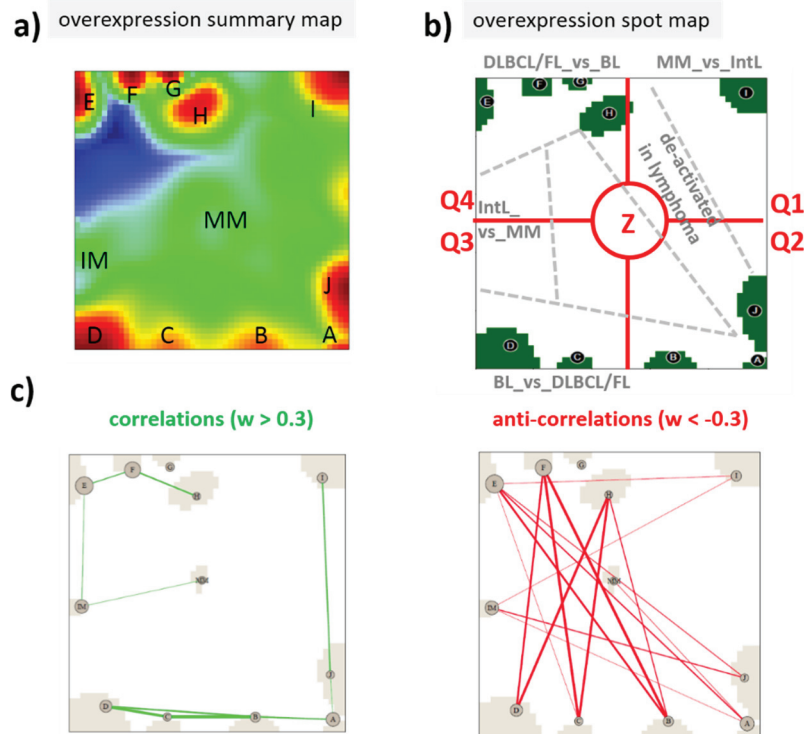 a) overexpression summary map
E F G H I
MM
IM
J
D C B A
b) overexpression spot map
DLBCL/FL_vs_BL MM_vs_IntL
E F G H I
de-activated
in lymphoma
Q4 Q1
IntL_
vs_MM
Z
Q3 Q2
J
D C B A
BL_vs_DLBCL/FL
c)
correlations (w > 0.3)
E F G H I
MM
IM
J
D C B A
anti-correlations (w < -0.3)
E F G H I
MM
IM
J
D C B A